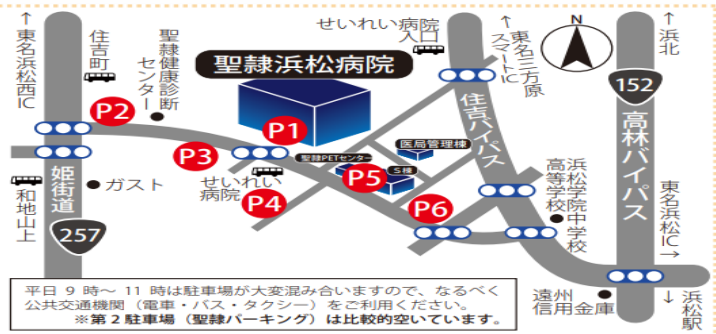 ↑東名浜松西IC
住吉町
聖隷健康診断センター
せいれい病院入口
↑東名三方原スマートIC
N
↑浜北
聖隷浜松病院
152
P2
P1
住吉バイパス
高林バイパス
医局管理棟
P3
聖隷PETセンター
S棟
P5
浜松学院中学校
高等学校
姫街道
ガスト
せいれい病院
P4
P6
東名浜松IC→
↓和地山上
257
遠州信用金庫
↓浜松駅
平日 9 時～ 11 時は駐車場が大変混み合いますので、なるべく
公共交通機関（電車・バス・タクシー）をご利用ください。
※第２駐車場（聖隷パーキング）は比較的空いています。